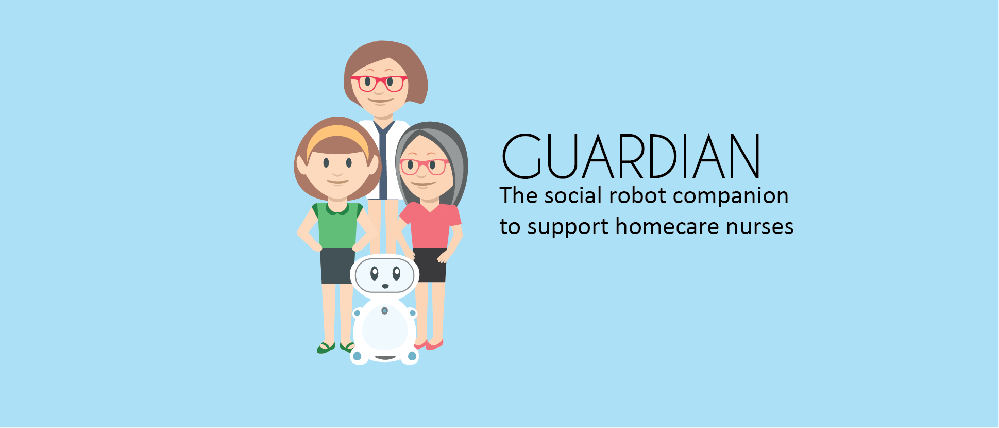 GUARDIAN
The social robot companion
to support homecare nurses